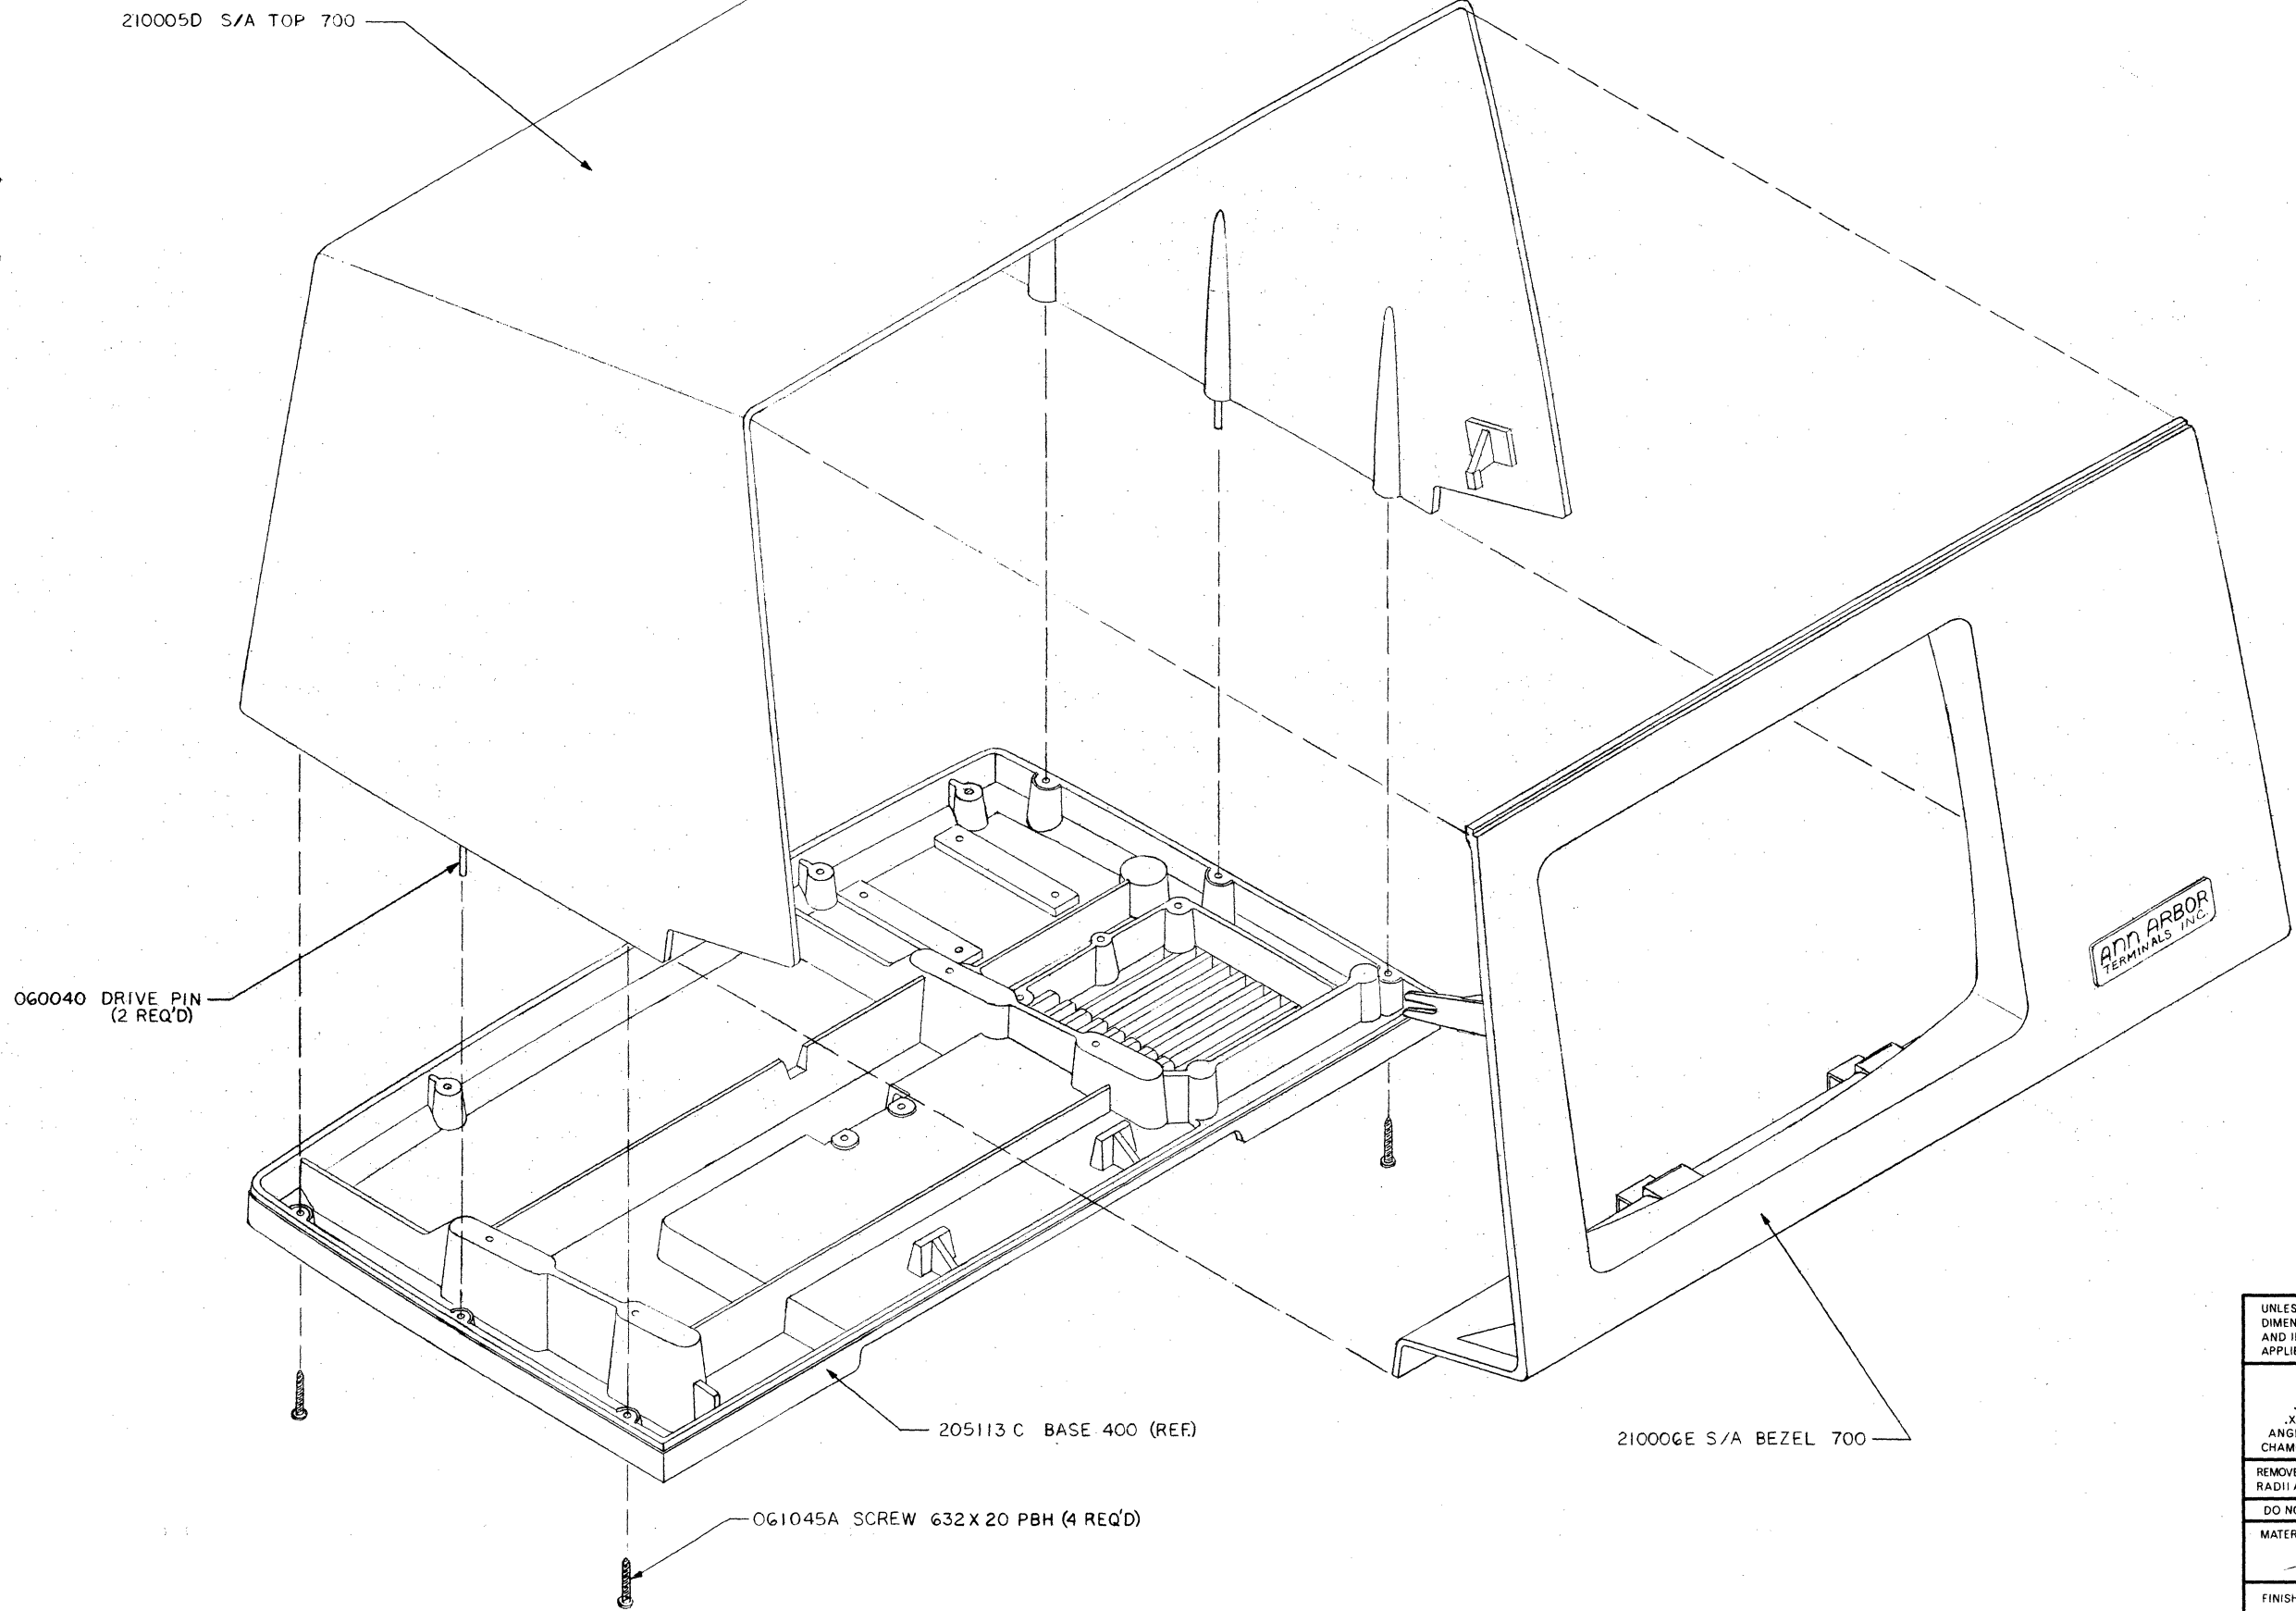 210005D S/A TOP 700
ANN ARBOR
TERMINALS INC.
060040 DRIVE PIN
(2 REQ'D)
205113 C BASE 400 (REF.)
210006E S/A BEZEL 700
061045A SCREW 632 X 20 PBH (4 REQ'D)
UNLES
DIMEN
AND I
APPLIE
.X
ANG
CHAM
REMOVE
RADII A
DO NO
MATER
FINISH